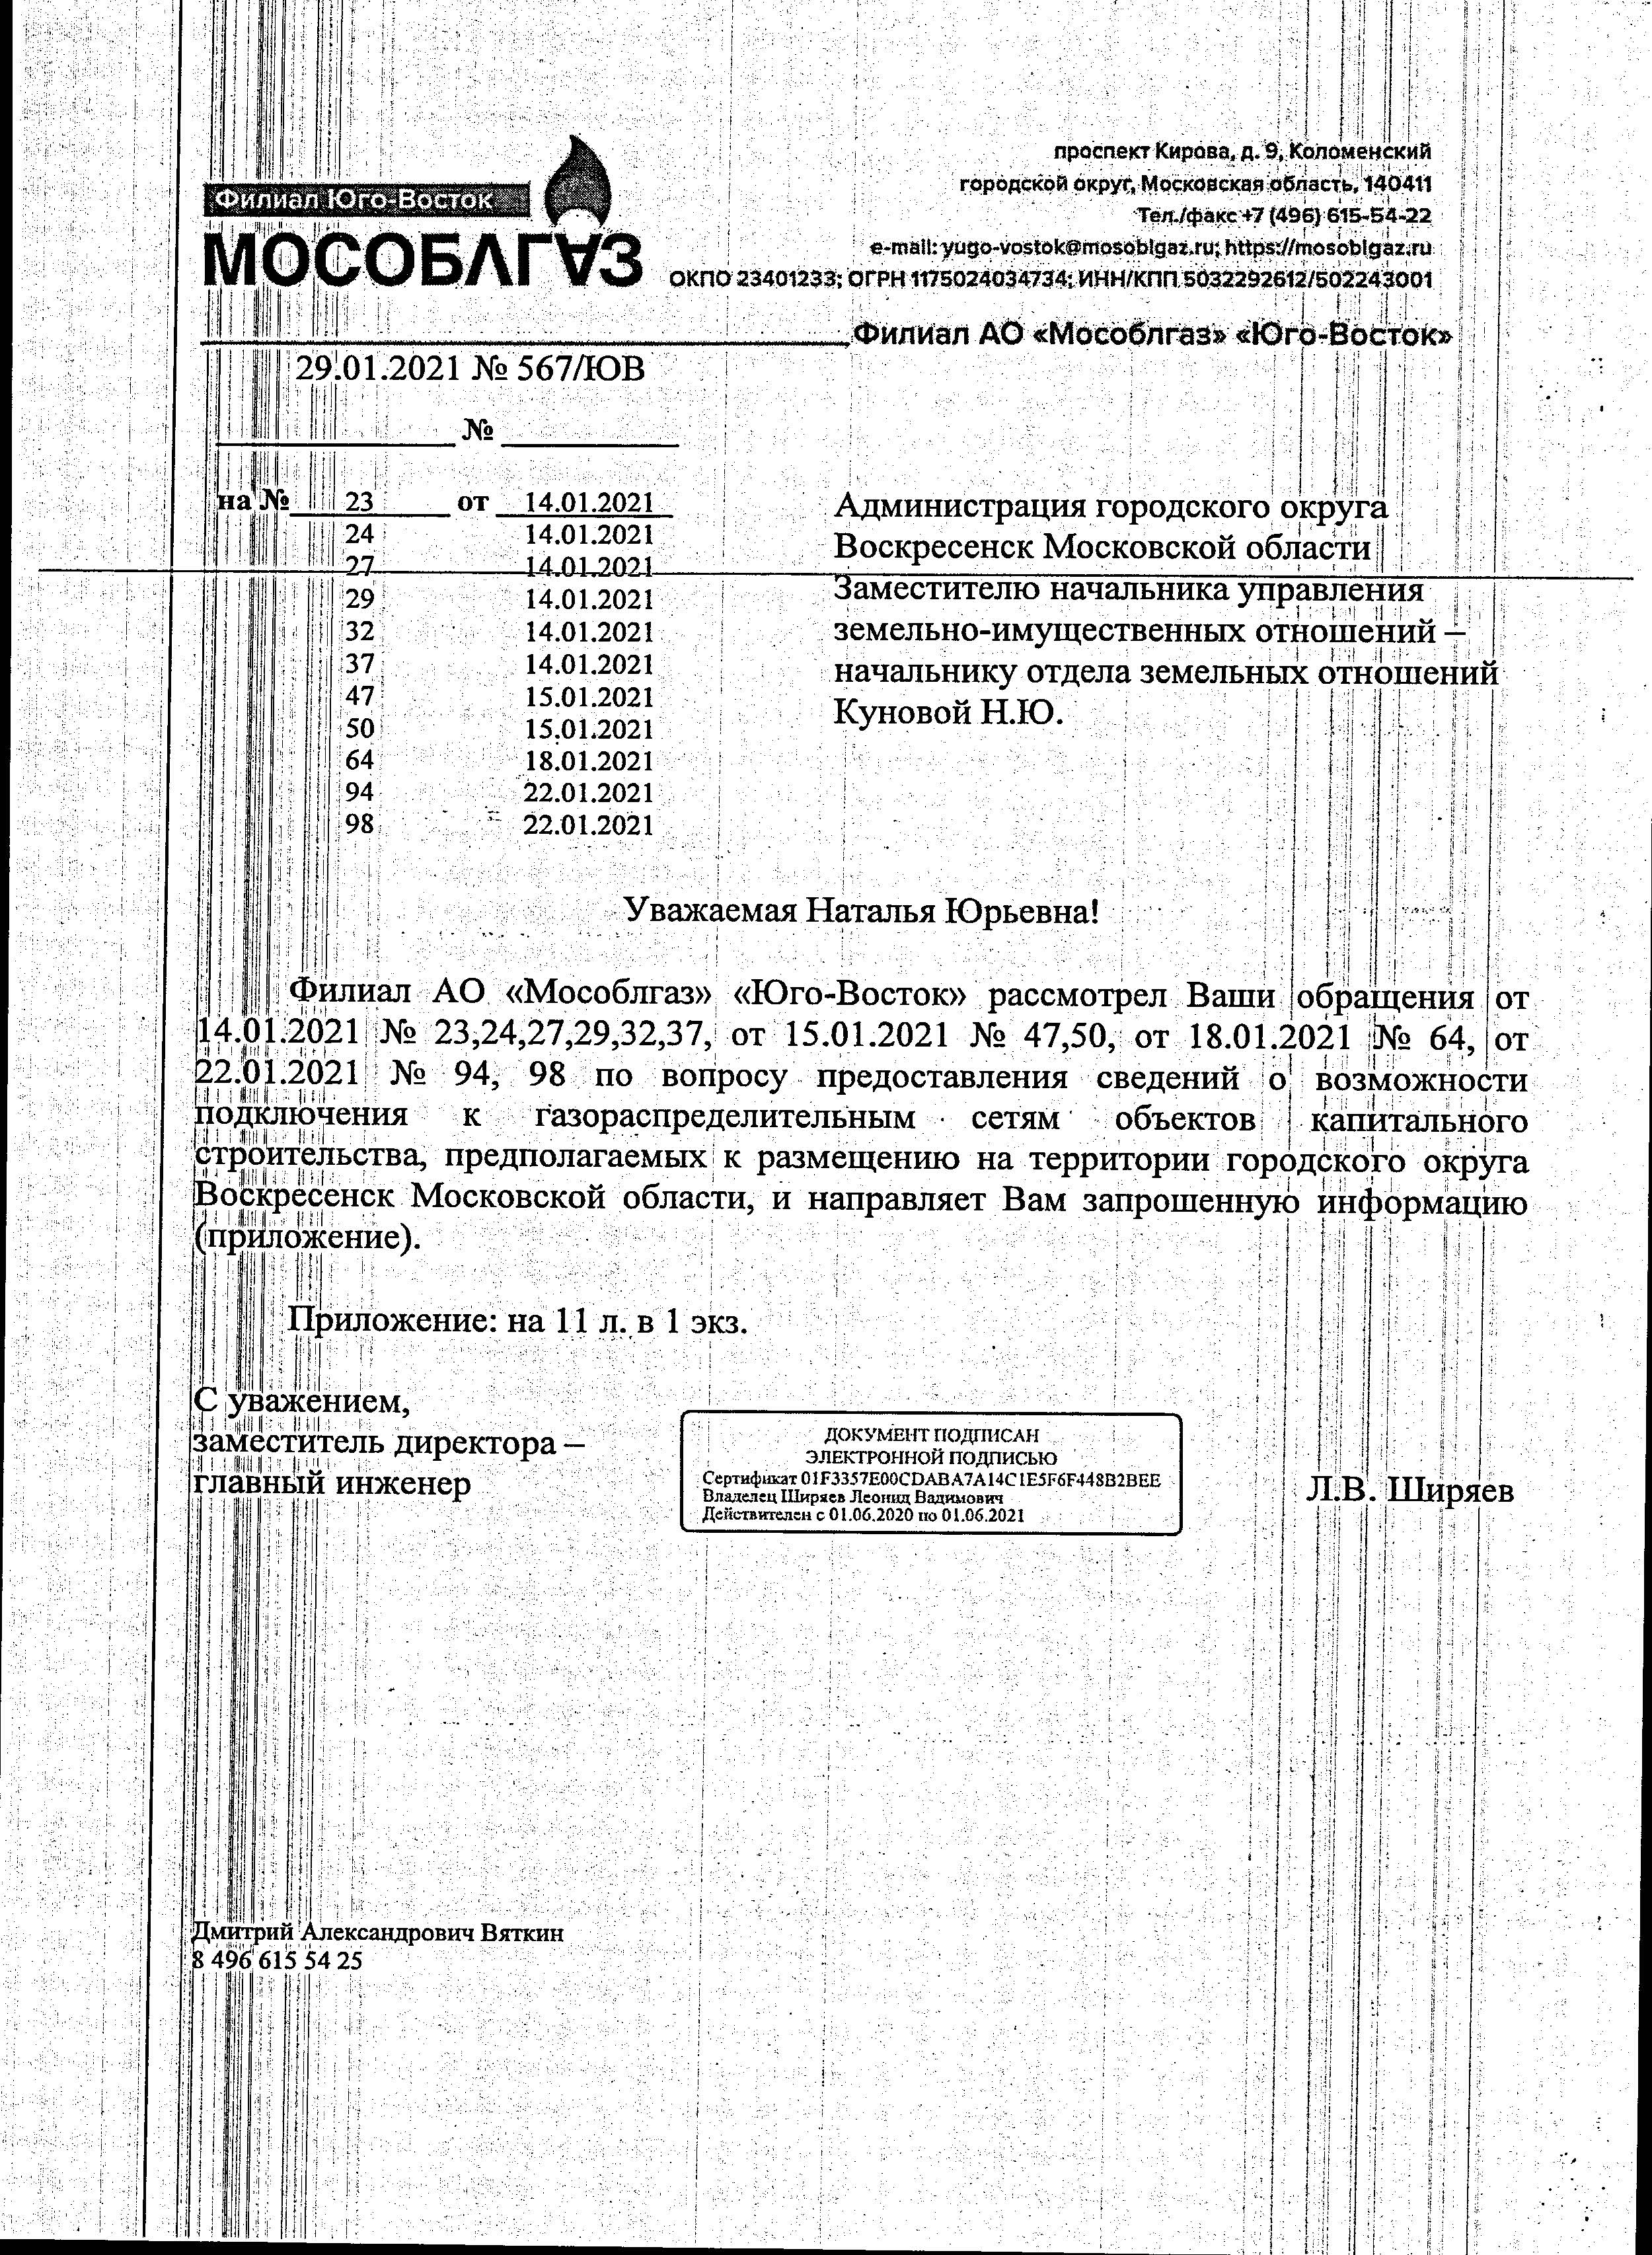 Филиал Юго-Восток
МОСОБЛГАЗ
проспект Кирова, д. 9, Коломенский
городской округ, Московская область, 140411
Тел./факс +7 (496) 615-54-22
e-mail: yugo-vostok@mosoblgaz.ru; https://mosoblgaz.ru
ОКПО 23401233; ОГРН 1175024034734; ИНН/КПП 5032292612/502243001
Филиал АО «Мособлгаз» «Юго-Восток»
29.01.2021 № 567/ЮВ
№
на № 23 от 14.01.2021
24 14.01.2021
27 14.01.2021
29 14.01.2021
32 14.01.2021
37 14.01.2021
47 15.01.2021
50 15.01.2021
64 18.01.2021
94 22.01.2021
98 22.01.2021
Администрация городского округа
Воскресенск Московской области
Заместителю начальника управления
земельно-имущественных отношений –
начальнику отдела земельных отношений
Куновой Н.Ю.
Уважаемая Наталья Юрьевна!
Филиал АО «Мособлгаз» «Юго-Восток» рассмотрел Ваши обращения от
14.01.2021 № 23,24,27,29,32,37, от 15.01.2021 № 47,50, от 18.01.2021 № 64, от
22.01.2021 № 94, 98 по вопросу предоставления сведений о возможности
подключения к газораспределительным сетям объектов капитального
строительства, предполагаемых к размещению на территории городского округа
Воскресенск Московской области, и направляет Вам запрошенную информацию
(приложение).
Приложение: на 11 л. в 1 экз.
С уважением,
заместитель директора –
главный инженер
ДОКУМЕНТ ПОДПИСАН
ЭЛЕКТРОННОЙ ПОДПИСЬЮ
Сертификат 01F3357E00CDABA7A14C1E5F6F448B2BEE
Владелец Ширяев Леонид Вадимович
Действителен с 01.06.2020 по 01.06.2021
Л.В. Ширяев
Дмитрий Александрович Вяткин
8 496 615 54 25